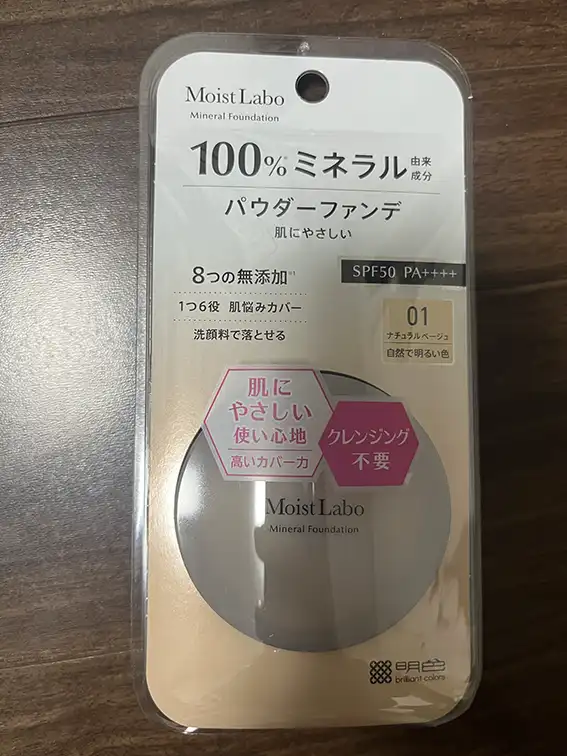 Moist Labo
Mineral Foundation
100%※ミネラル由来成分
パウダーファンデ
肌にやさしい
SPF50 PA++++
8つの無添加※1
1つ6役 肌悩みカバー
洗顔料で落とせる
01
ナチュラルベージュ
自然で明るい色
肌に
やさしい
使い心地
高いカバー力
クレンジング
不要
Moist Labo
Mineral Foundation
明色
brilliant colors